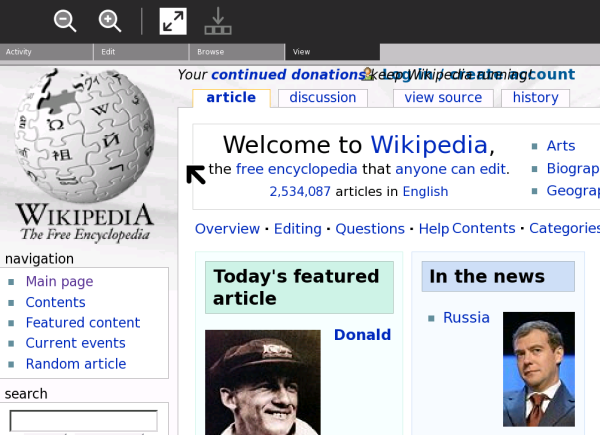 Activity Edit Browse View
Your continued donations keep Wikipedia running!
Log in / create account
article discussion view source history
Welcome to Wikipedia,
the free encyclopedia that anyone can edit.
2,534,087 articles in English
Arts
Biograp
Geograp
WIKIPEDIA
The Free Encyclopedia
Overview · Editing · Questions · Help Contents · Categories
navigation
Main page
Contents
Featured content
Current events
Random article
search
Today's featured
article
Donald
In the news
Russia